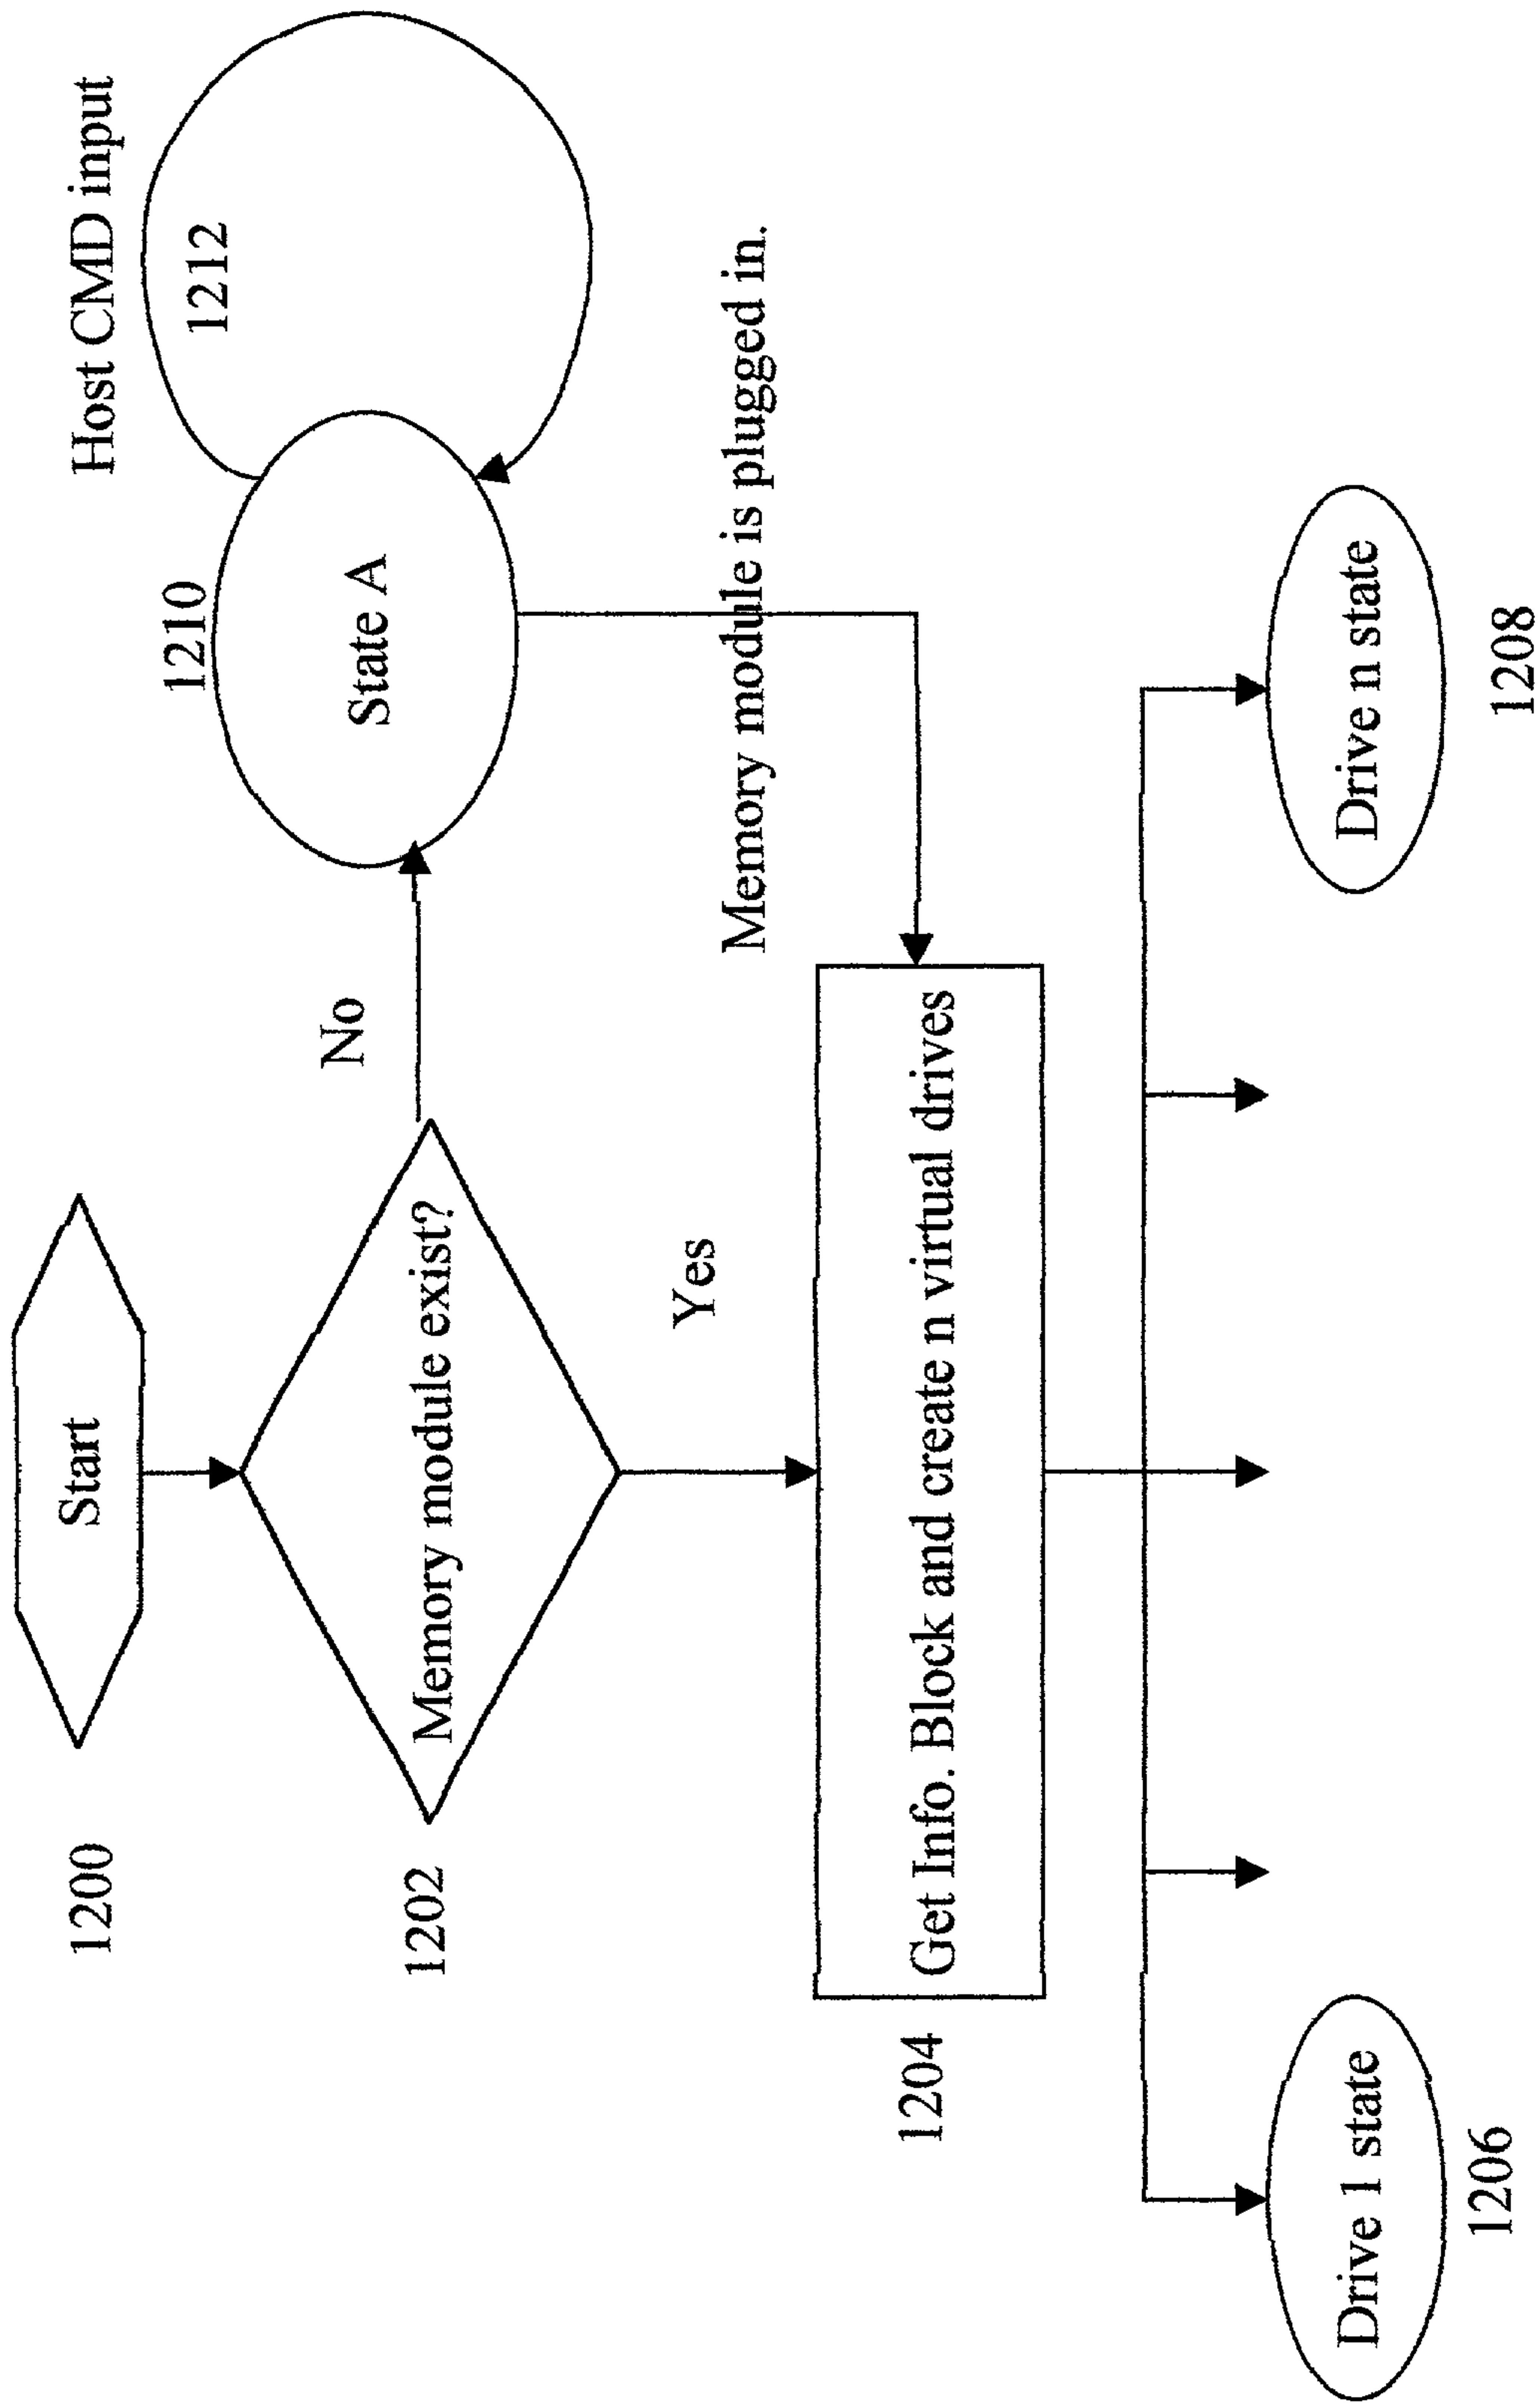 1200
Start
Host CMD input
1202
Memory module exist?
No
1210
State A
1212
Yes
Memory module is plugged in.
1204
Get Info. Block and create n virtual drives
Drive 1 state
Drive n state
1206
1208